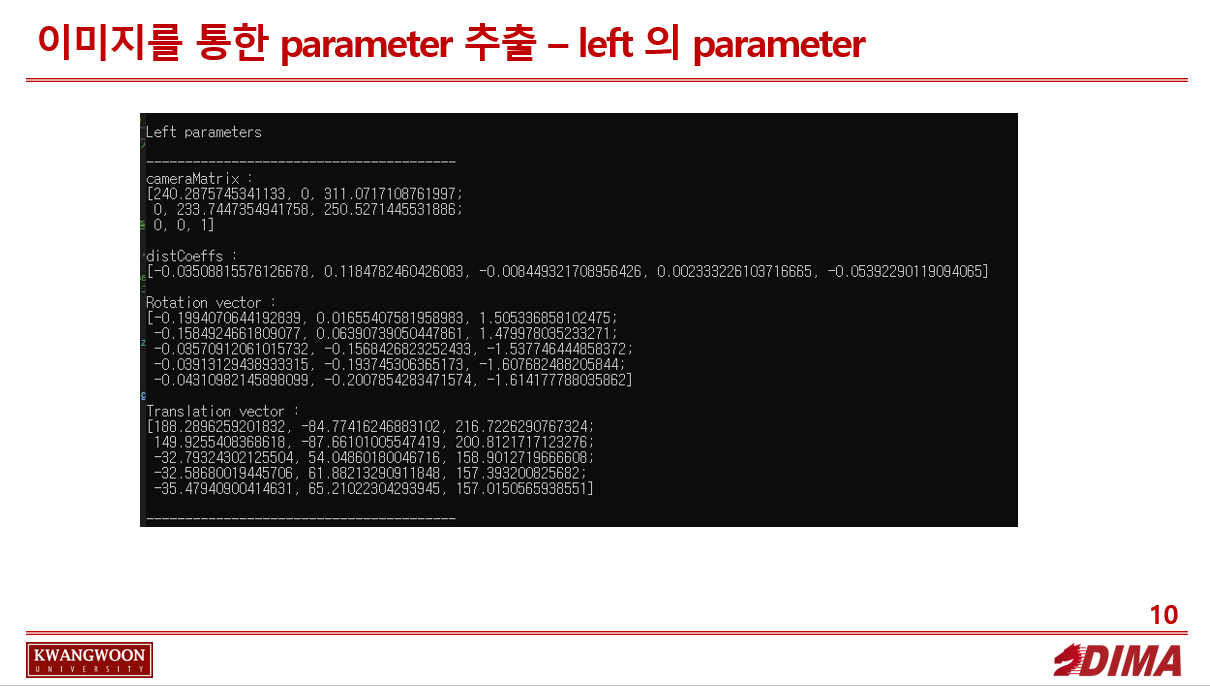 이미지를 통한 parameter 추출 – left 의 parameter
Left parameters
----------------------------------------
cameraMatrix :
[240.2875745341133, 0, 311.0717108761997;
0, 233.7447354941758, 250.5271445531886;
0, 0, 1]
distCoeffs :
[-0.03508815576126678, 0.1184782460426083, -0.008449321708956426, 0.002333226103716665, -0.05392290119094065]
Rotation vector :
[-0.1994070644192839, 0.01655407581958983, 1.505336858102475;
-0.1584924661809077, 0.06390739050447861, 1.479978035233271;
-0.03570912061015732, -0.1568426823252433, -1.537746444858372;
-0.03913129438933315, -0.193745306365173, -1.607682488205844;
-0.04310982145898099, -0.2007854283471574, -1.614177788035862]
Translation vector :
[188.2896259201832, -84.77416246883102, 216.7226290767324;
149.9255408368618, -87.66101005547419, 200.8121717123276;
-32.79324302125504, 54.04860180046716, 158.9012719666608;
-32.58680019445706, 61.88213290911848, 157.393200825682;
-35.47940900414631, 65.21022304293945, 157.0150565938551]
----------------------------------------
10
KWANGWOON
UNIVERSITY
DIMA